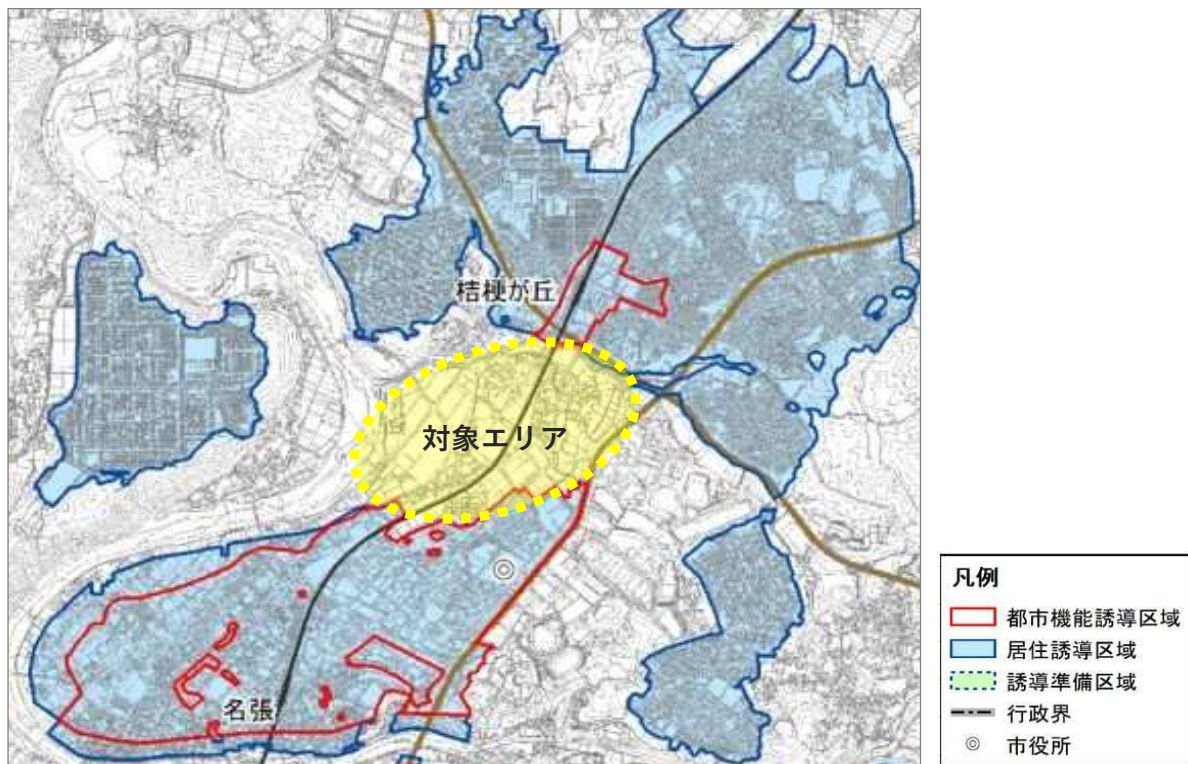 桔梗が丘
対象エリア
名張
凡例
都市機能誘導区域
居住誘導区域
誘導準備区域
行政界
市役所